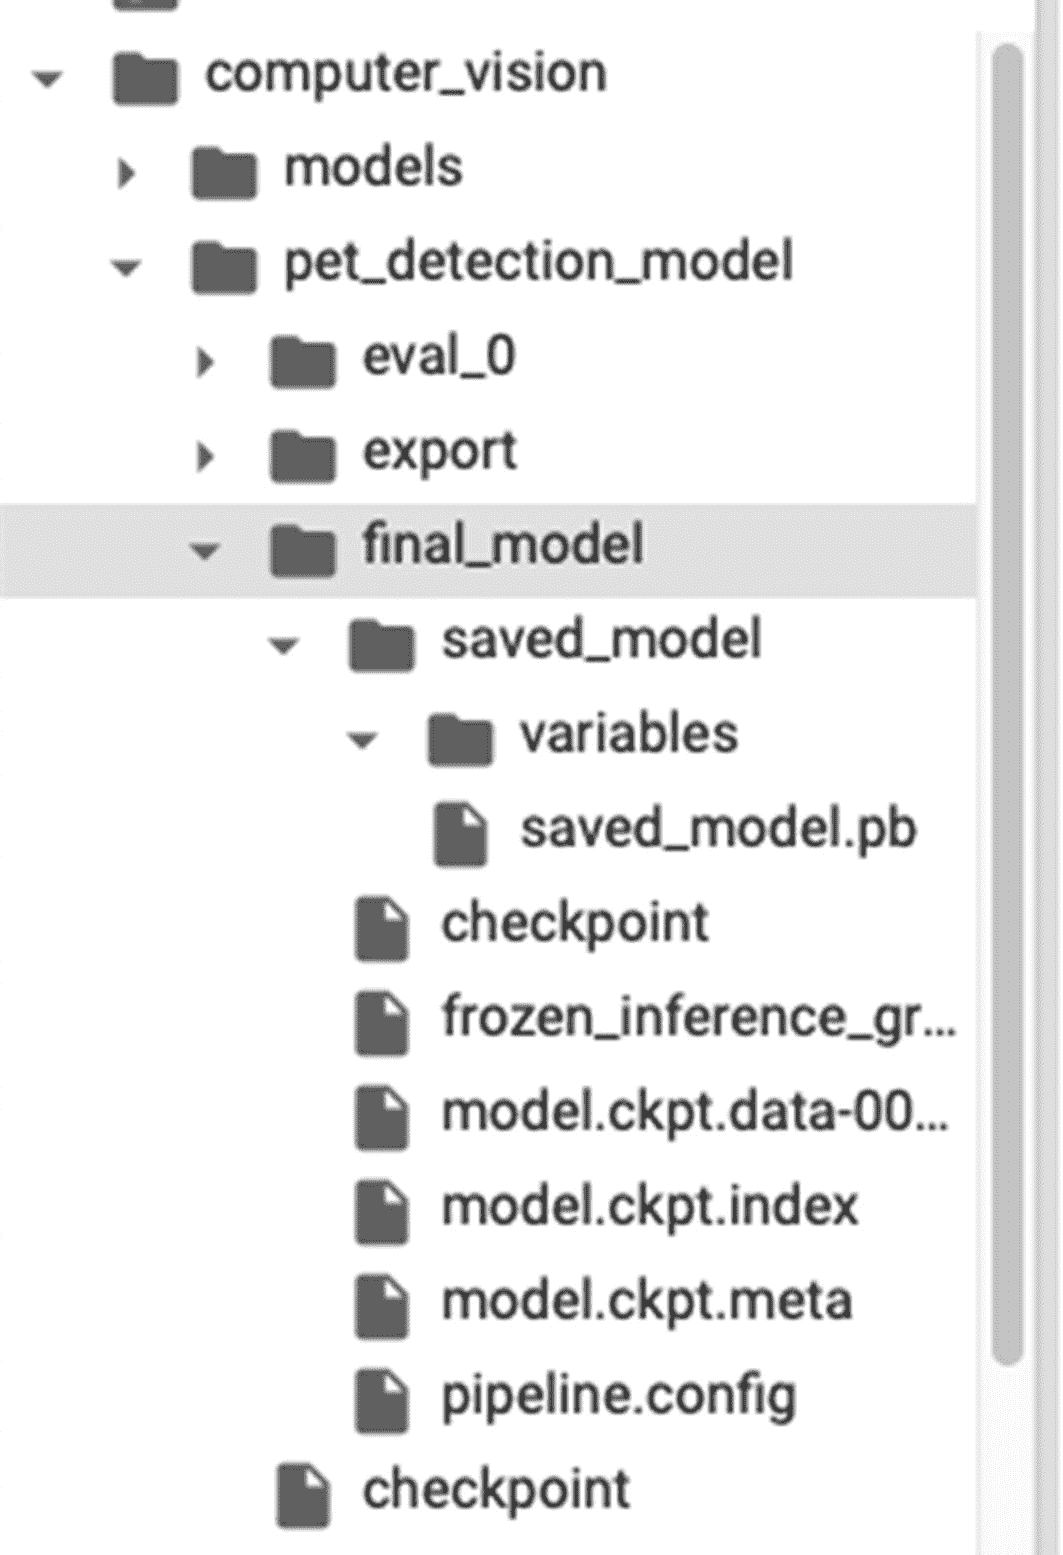 computer_vision
models
pet_detection_model
eval_0
export
final_model
saved_model
variables
saved_model.pb
checkpoint
frozen_inference_gr...
model.ckpt.data-00...
model.ckpt.index
model.ckpt.meta
pipeline.config
checkpoint